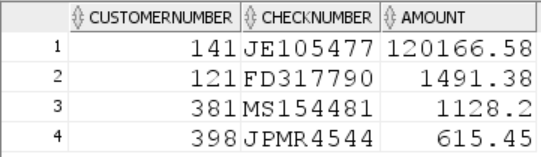 CUSTOMERNUMBER CHECKNUMBER AMOUNT
1 141 JE105477 120166.58
2 121 FD317790 1491.38
3 381 MS154481 1128.2
4 398 JPMR4544 615.45